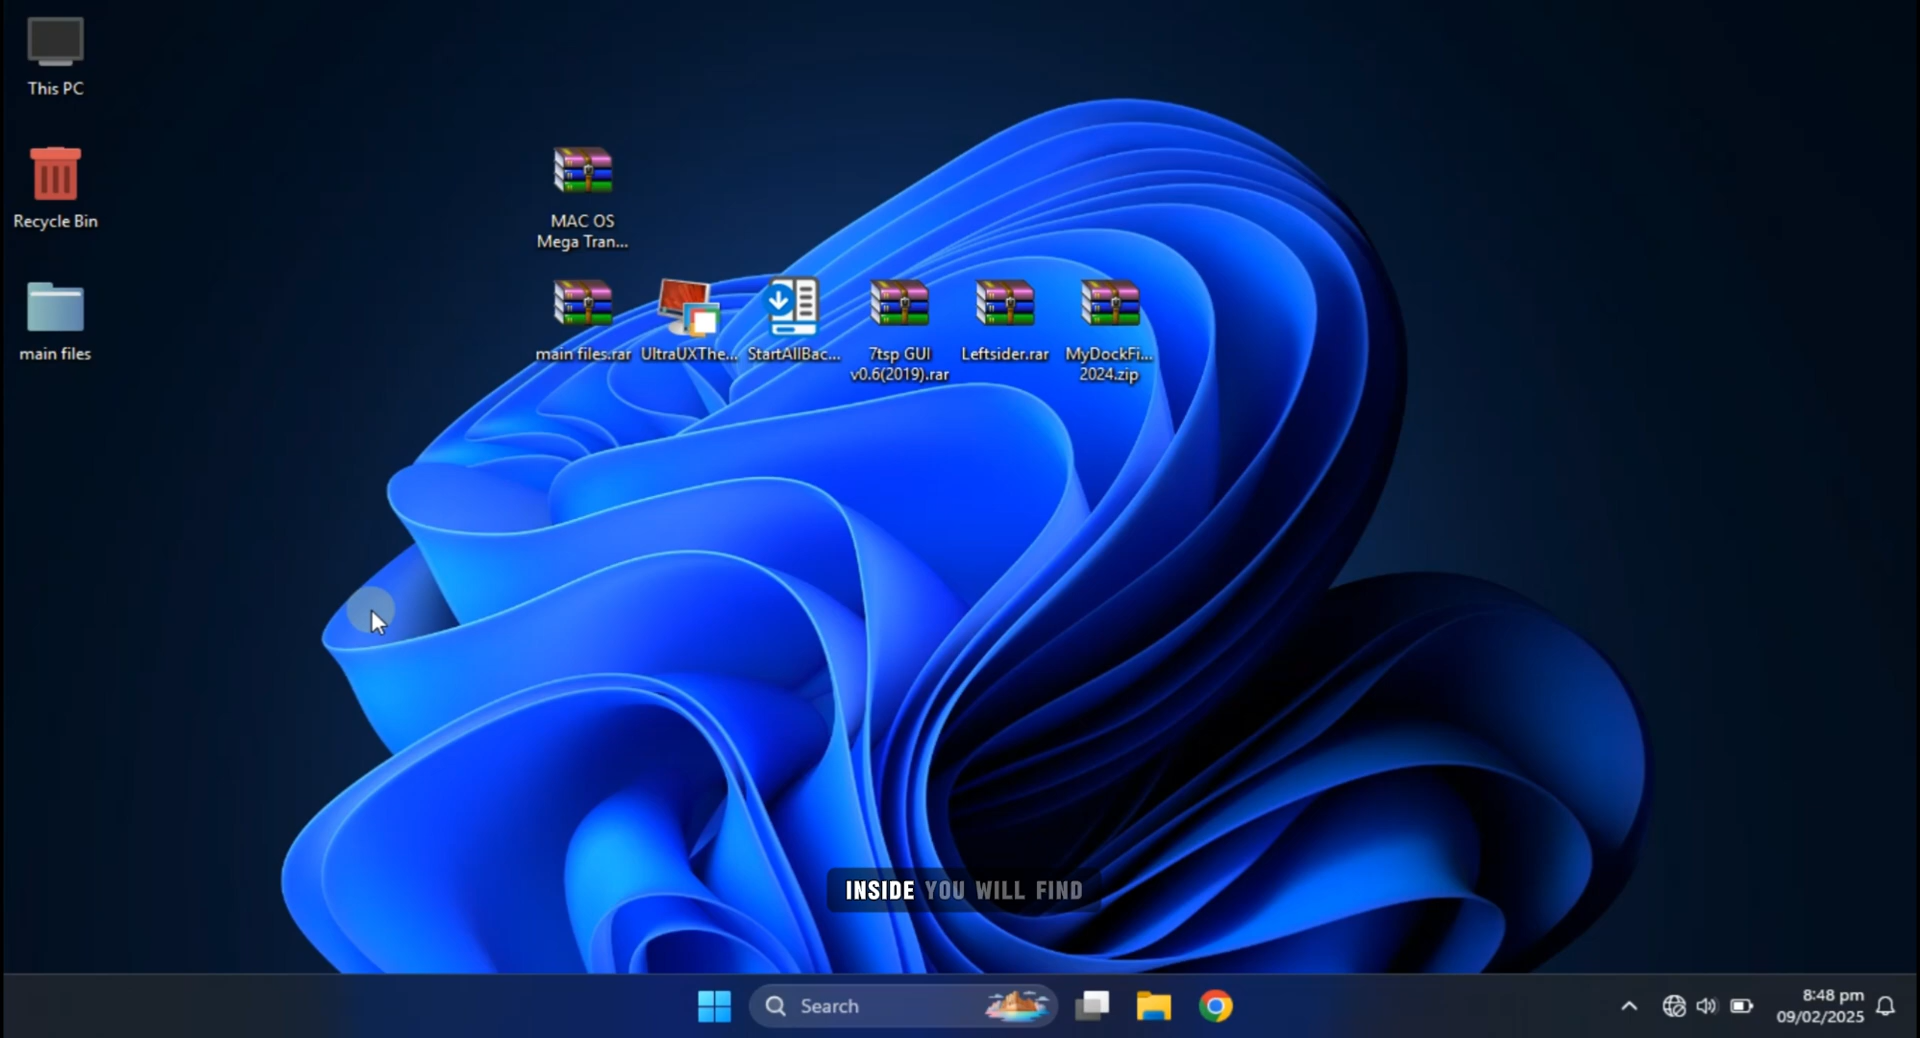 This PC
Recycle Bin
main files
MAC OS
Mega Tran...
main files.rar
UltraUXThe...
StartAllBac...
7tsp GUI
v0.6(2019).rar
Leftsider.rar
MyDockFi...
2024.zip
INSIDE YOU WILL FIND
Search
8:48 pm
09/02/2025